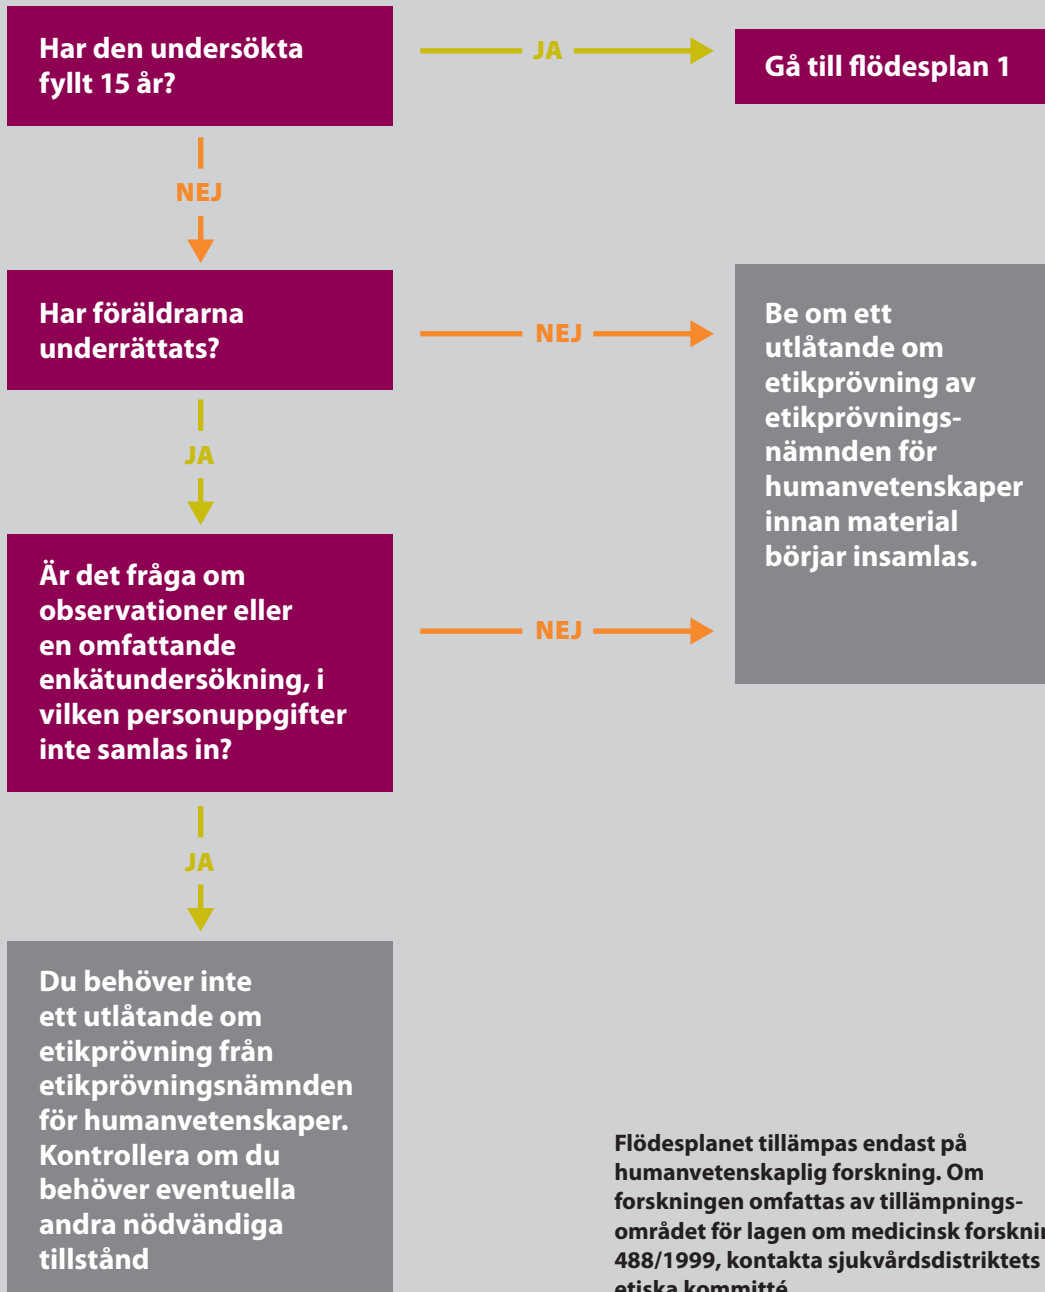 Har den undersökta
fyllt 15 år?
JA
Gå till flödesplan 1
NEJ
Har föräldrarna
underrättats?
NEJ
Be om ett
utlåtande om
etikprövning av
etikprövnings-
nämnden för
humanvetenskaper
innan material
börjar insamlas.
JA
Är det fråga om
observationer eller
en omfattande
enkätundersökning, i
vilken personuppgifter
inte samlas in?
NEJ
JA
Du behöver inte
ett utlåtande om
etikprövning från
etikprövningsnämnden
för humanvetenskaper.
Kontrollera om du
behöver eventuella
andra nödvändiga
tillstånd
Flödesplanet tillämpas endast på
humanvetenskaplig forskning. Om
forskningen omfattas av tillämpnings-
området för lagen om medicinsk forsknin
488/1999, kontakta sjukvårdsdistriktets
etiska kommitté